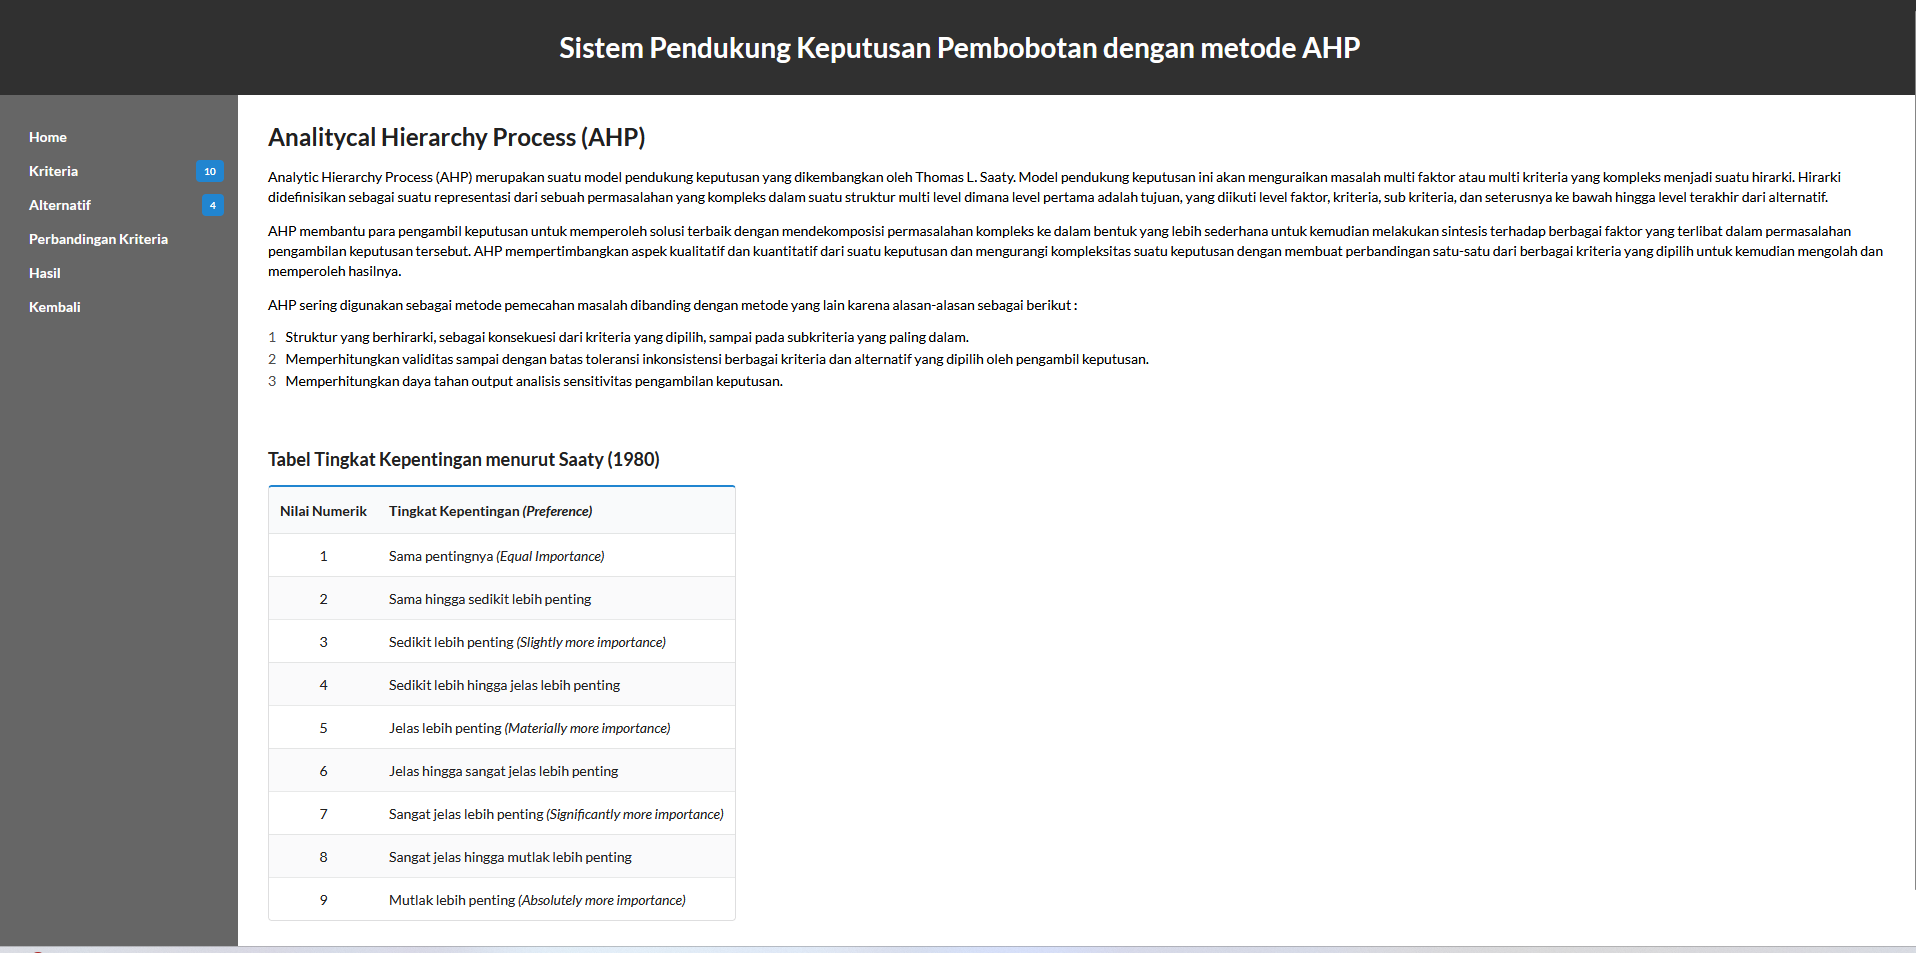 Sistem Pendukung Keputusan Pembobotan dengan metode AHP
Home
Kriteria 10
Alternatif 4
Perbandingan Kriteria
Hasil
Kembali
Analitycal Hierarchy Process (AHP)
Analytic Hierarchy Process (AHP) merupakan suatu model pendukung keputusan yang dikembangkan oleh Thomas L. Saaty. Model pendukung keputusan ini akan menguraikan masalah multi faktor atau multi kriteria yang kompleks menjadi suatu hirarki. Hirarki
didefinisikan sebagai suatu representasi dari sebuah permasalahan yang kompleks dalam suatu struktur multi level dimana level pertama adalah tujuan, yang diikuti level faktor, kriteria, sub kriteria, dan seterusnya ke bawah hingga level terakhir dari alternatif.
AHP membantu para pengambil keputusan untuk memperoleh solusi terbaik dengan mendekomposisi permasalahan kompleks ke dalam bentuk yang lebih sederhana untuk kemudian melakukan sintesis terhadap berbagai faktor yang terlibat dalam permasalahan
pengambilan keputusan tersebut. AHP mempertimbangkan aspek kualitatif dan kuantitatif dari suatu keputusan dan mengurangi kompleksitas suatu keputusan dengan membuat perbandingan satu-satu dari berbagai kriteria yang dipilih untuk kemudian mengolah dan
memperoleh hasilnya.
AHP sering digunakan sebagai metode pemecahan masalah dibanding dengan metode yang lain karena alasan-alasan sebagai berikut :
1 Struktur yang berhirarki, sebagai konsekuesi dari kriteria yang dipilih, sampai pada subkriteria yang paling dalam.
2 Memperhitungkan validitas sampai dengan batas toleransi inkonsistensi berbagai kriteria dan alternatif yang dipilih oleh pengambil keputusan.
3 Memperhitungkan daya tahan output analisis sensitivitas pengambilan keputusan.
Tabel Tingkat Kepentingan menurut Saaty (1980)
Nilai Numerik Tingkat Kepentingan (Preference)
1 Sama pentingnya (Equal Importance)
2 Sama hingga sedikit lebih penting
3 Sedikit lebih penting (Slightly more importance)
4 Sedikit lebih hingga jelas lebih penting
5 Jelas lebih penting (Materially more importance)
6 Jelas hingga sangat jelas lebih penting
7 Sangat jelas lebih penting (Significantly more importance)
8 Sangat jelas hingga mutlak lebih penting
9 Mutlak lebih penting (Absolutely more importance)